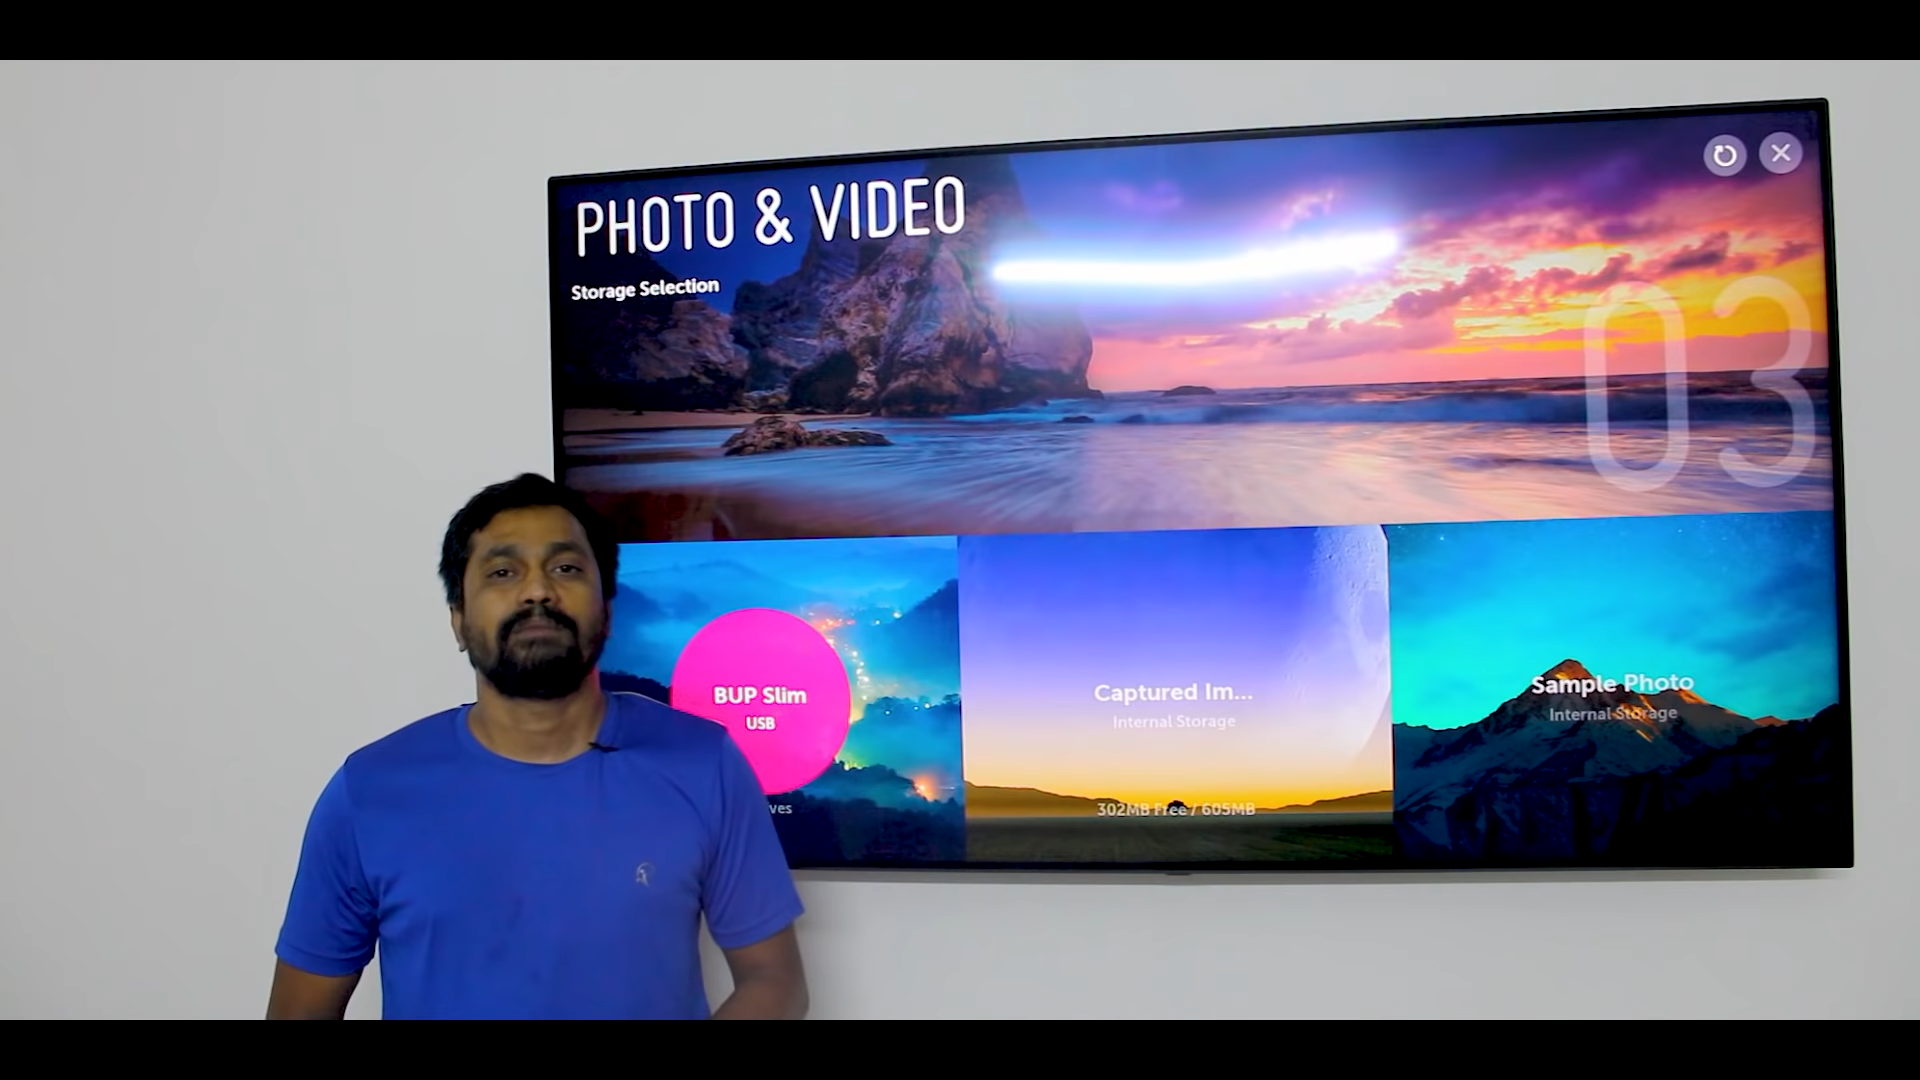 PHOTO & VIDEO
Storage Selection
03
BUP Slim
USB
ves
Captured Im...
Internal Storage
302MB Free / 605MB
Sample Photo
Internal Storage